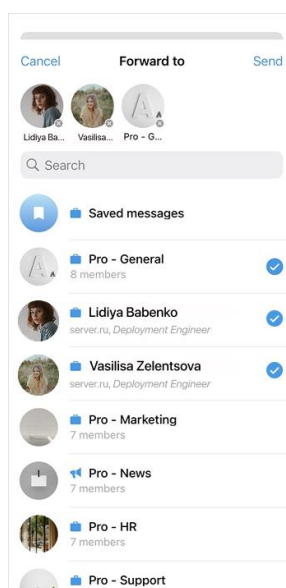 Cancel Forward to Send
Lidiya Ba... Vasilisa... Pro - G...
Search
Saved messages
Pro - General
8 members
Lidiya Babenko
server.ru, Deployment Engineer
Vasilisa Zelentsova
server.ru, Deployment Engineer
Pro - Marketing
7 members
Pro - News
7 members
Pro - HR
7 members
Pro - Support